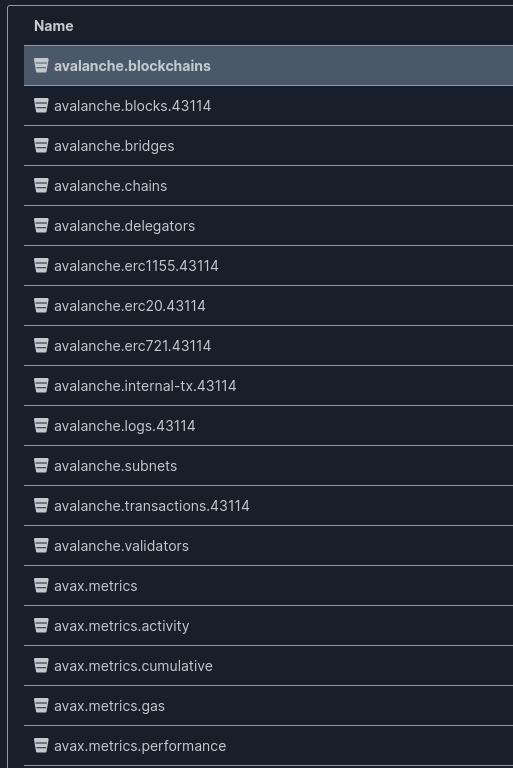 Name
avalanche.blockchains
avalanche.blocks.43114
avalanche.bridges
avalanche.chains
avalanche.delegators
avalanche.erc1155.43114
avalanche.erc20.43114
avalanche.erc721.43114
avalanche.internal-tx.43114
avalanche.logs.43114
avalanche.subnets
avalanche.transactions.43114
avalanche.validators
avax.metrics
avax.metrics.activity
avax.metrics.cumulative
avax.metrics.gas
avax.metrics.performance